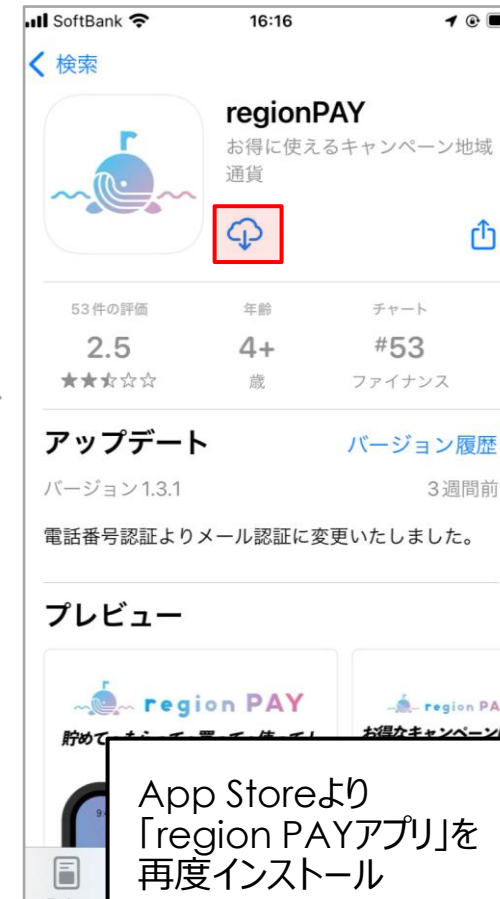 SoftBank 16:16
検索
regionPAY
お得に使えるキャンペーン地域
通貨
53件の評価 年齢 チャート
2.5 4+ #53
★★☆☆ 歳 ファイナンス
アップデート バージョン履歴
バージョン 1.3.1 3週間前
電話番号認証よりメール認証に変更いたしました。
プレビュー
region PAY region PA
App Storeより
「region PAYアプリ」を
再度インストール